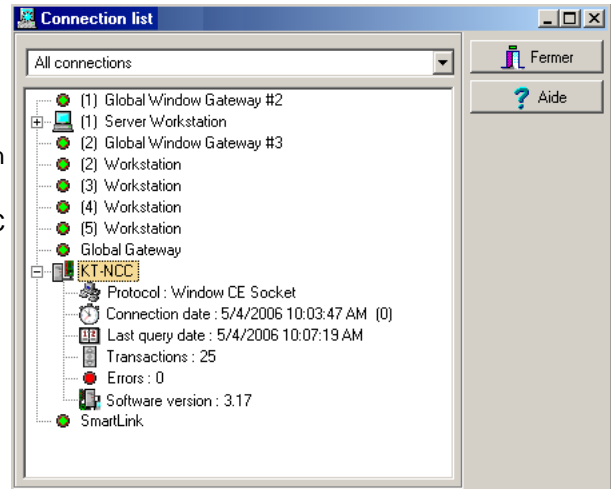 Connection list
All connections
Fermer
Aide
(1) Global Window Gateway #2
(1) Server Workstation
(2) Global Window Gateway #3
(2) Workstation
(3) Workstation
(4) Workstation
(5) Workstation
Global Gateway
KT-NCC
Protocol : Window CE Socket
Connection date : 5/4/2006 10:03:47 AM (0)
Last query date : 5/4/2006 10:07:19 AM
Transactions : 25
Errors : 0
Software version : 3.17
SmartLink